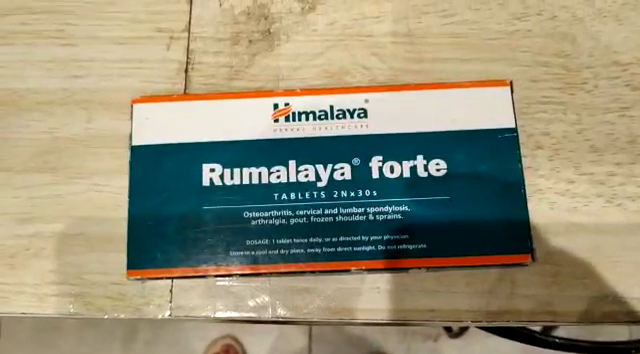 Himalaya®
HERBAL HEALTHCARE
Rumalaya® forte
TABLETS 2Nx30s
Osteoarthritis, cervical and lumbar spondylosis,
arthralgia, gout, frozen shoulder & sprains.
DOSAGE: 1 tablet twice daily, or as directed by your physician.
Store in a cool and dry place, away from direct sunlight. Do not refrigerate.